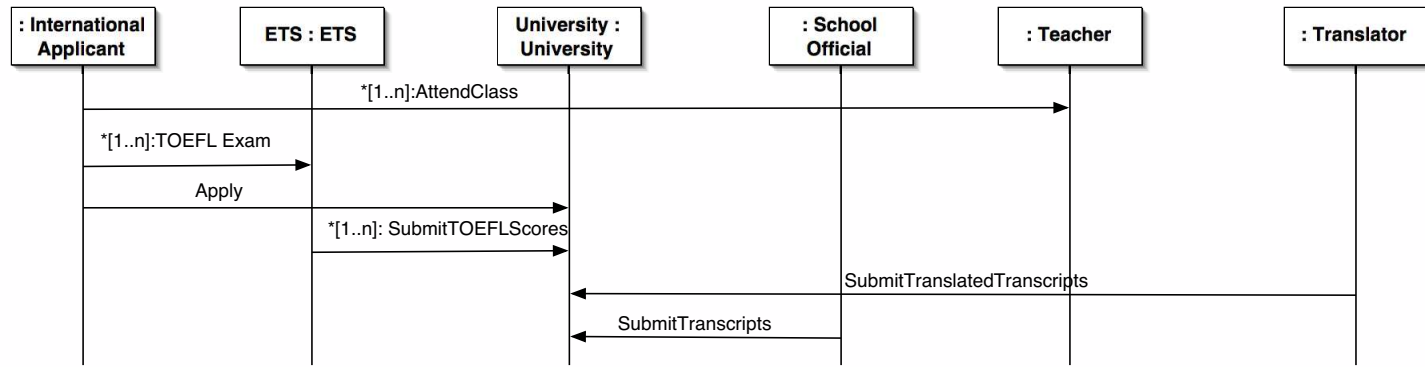 : International
Applicant
ETS : ETS
University :
University
: School
Official
: Teacher
: Translator
*[1..n]:AttendClass
*[1..n]:TOEFL Exam
Apply
*[1..n]: SubmitTOEFLScores
SubmitTranslatedTranscripts
SubmitTranscripts